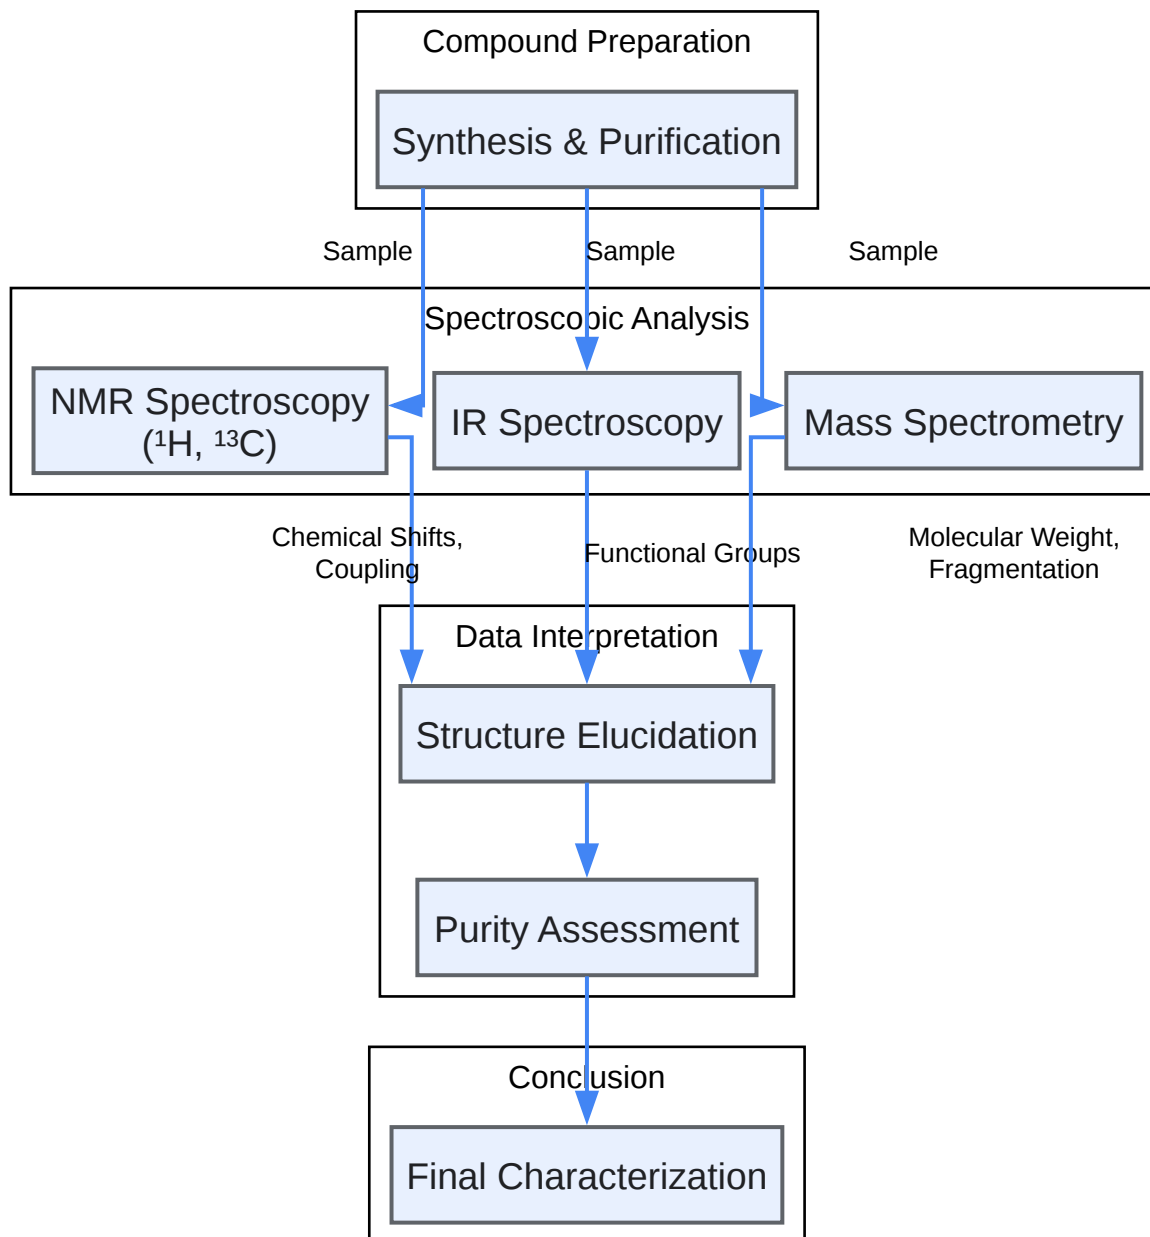 Compound Preparation
Synthesis & Purification
Sample
Sample
Sample
Spectroscopic Analysis
NMR Spectroscopy
(¹H, ¹³C)
IR Spectroscopy
Mass Spectrometry
Chemical Shifts,
Coupling
Functional Groups
Molecular Weight,
Fragmentation
Data Interpretation
Structure Elucidation
Purity Assessment
Conclusion
Final Characterization